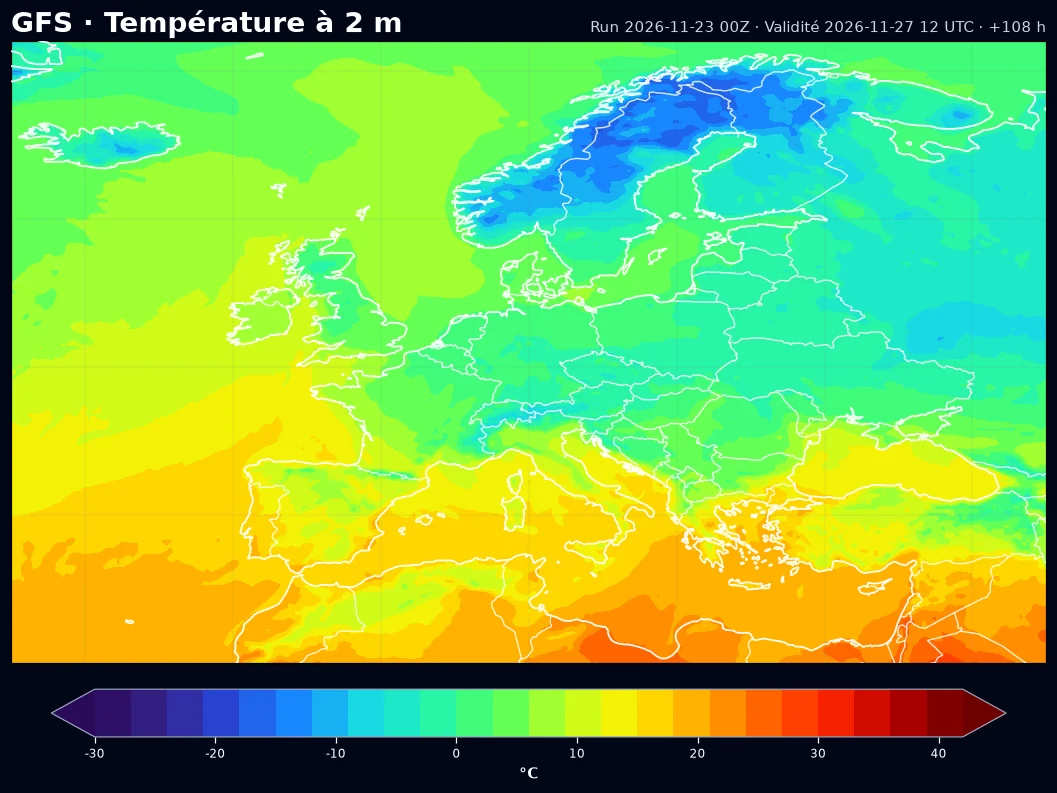 GFS · Température à 2 m
Run 2026-11-23 00Z · Validité 2026-11-27 12 UTC · +108 h
-30 -20 -10 0 10 20 30 40
°C